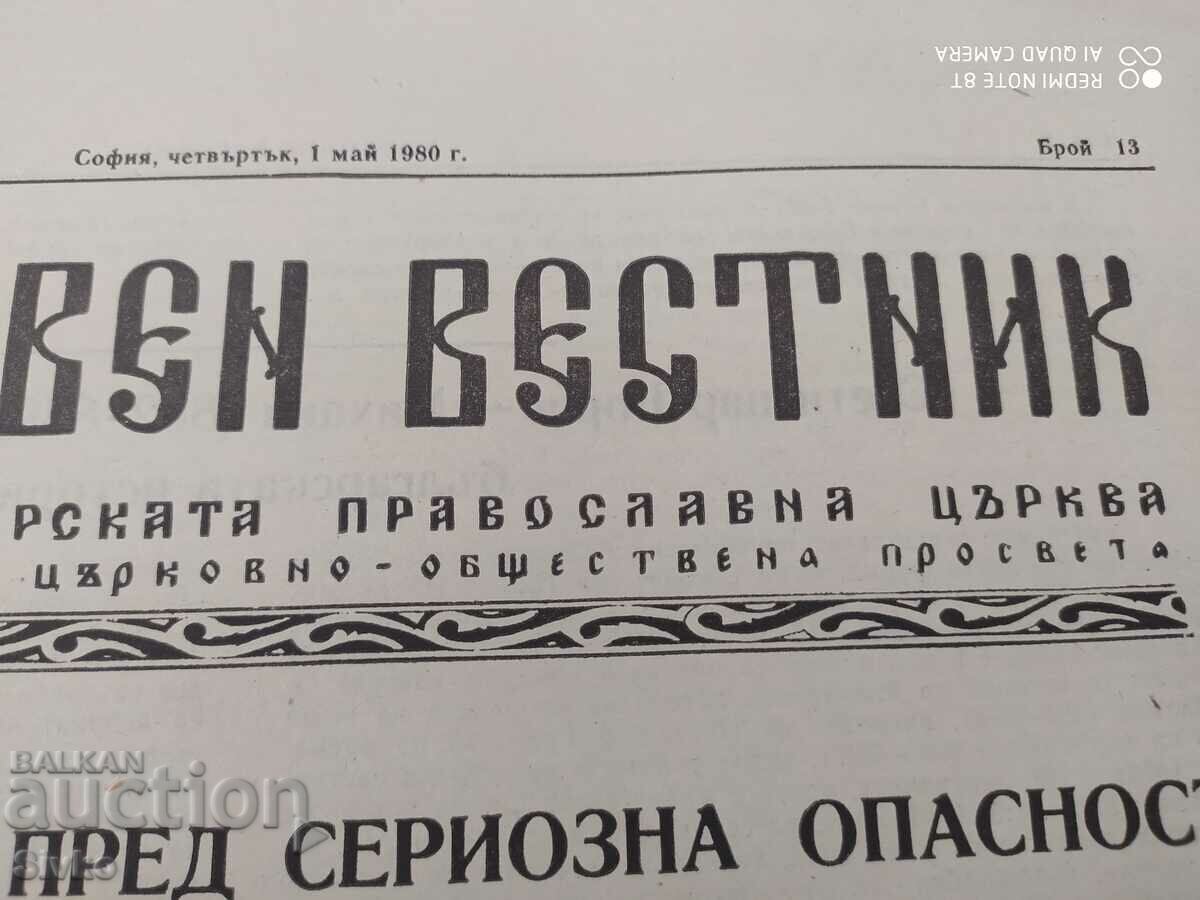 REDMI NOTE 8T
AI QUAD CAMERA
София, четвъртък, 1 май 1980 г. Брой 13
ВЕН ВЕСТНИК
РСКАТА ПРАВОСЛАВНА ЦЪРКВА
ЦЪРКОВНО-ОБЩЕСТВЕНА ПРОСВЕТА
ПРЕД СЕРИОЗНА ОПАСНОСТ
BALKAN
auction
Sivko